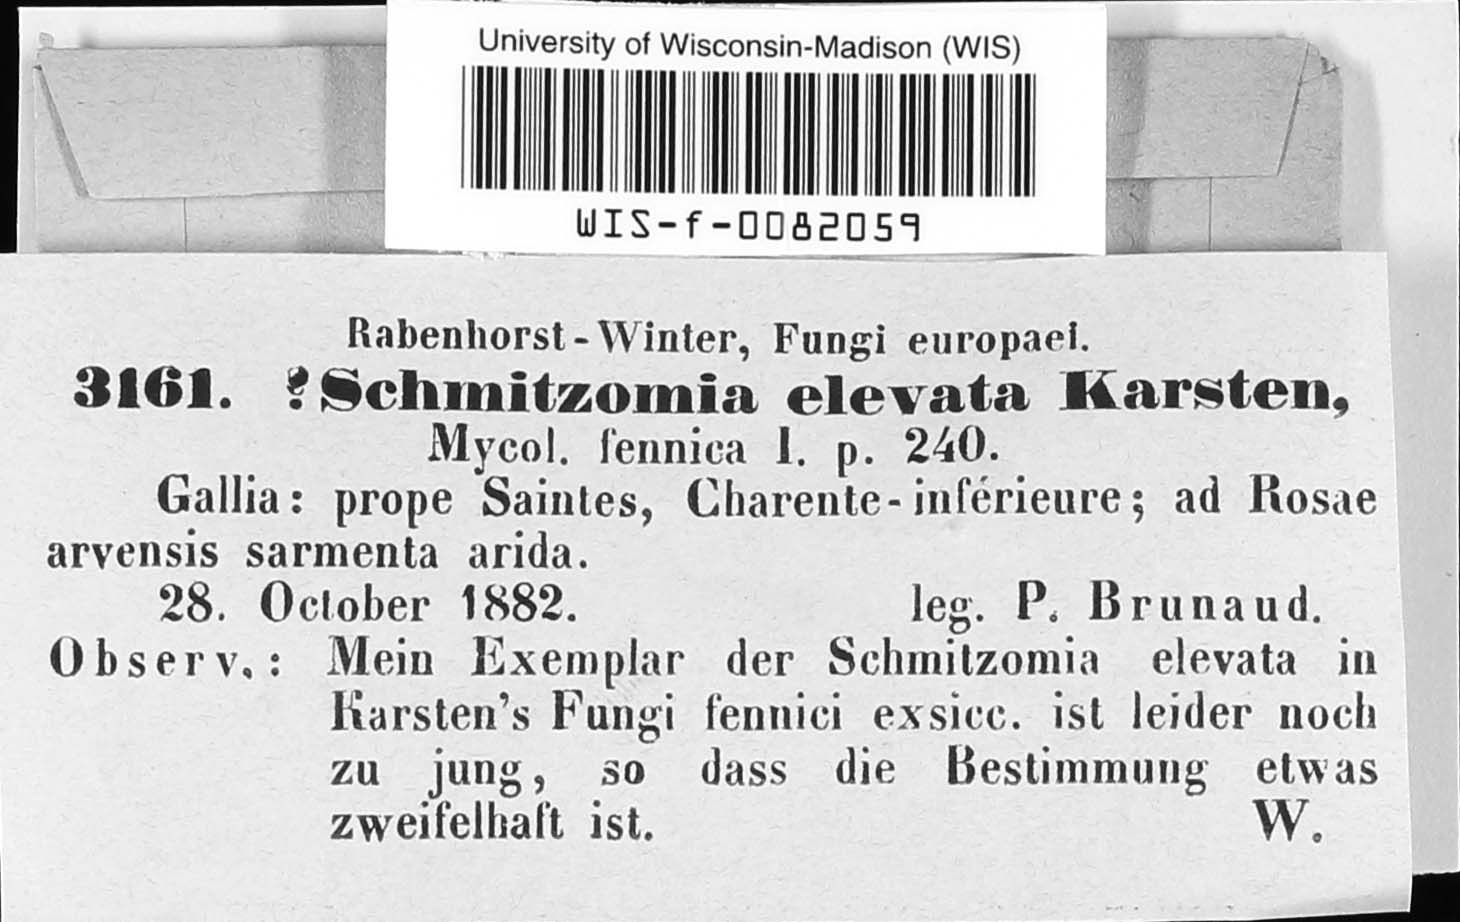 University of Wisconsin-Madison (WIS)
WIS-f-0082059
Rabenhorst-Winter, Fungi europaei.
3161. ?Schmitzomia elevata Karsten,
Mycol. fennica I. p. 240.
Gallia: prope Saintes, Charente-inférieure; ad Rosae
arvensis sarmenta arida.
28. October 1882. leg. P. Brunaud.
Observ.: Mein Exemplar der Schmitzomia elevata in
Karsten's Fungi fennici exsicc. ist leider noch
zu jung, so dass die Bestimmung etwas
zweifelhaft ist. W.